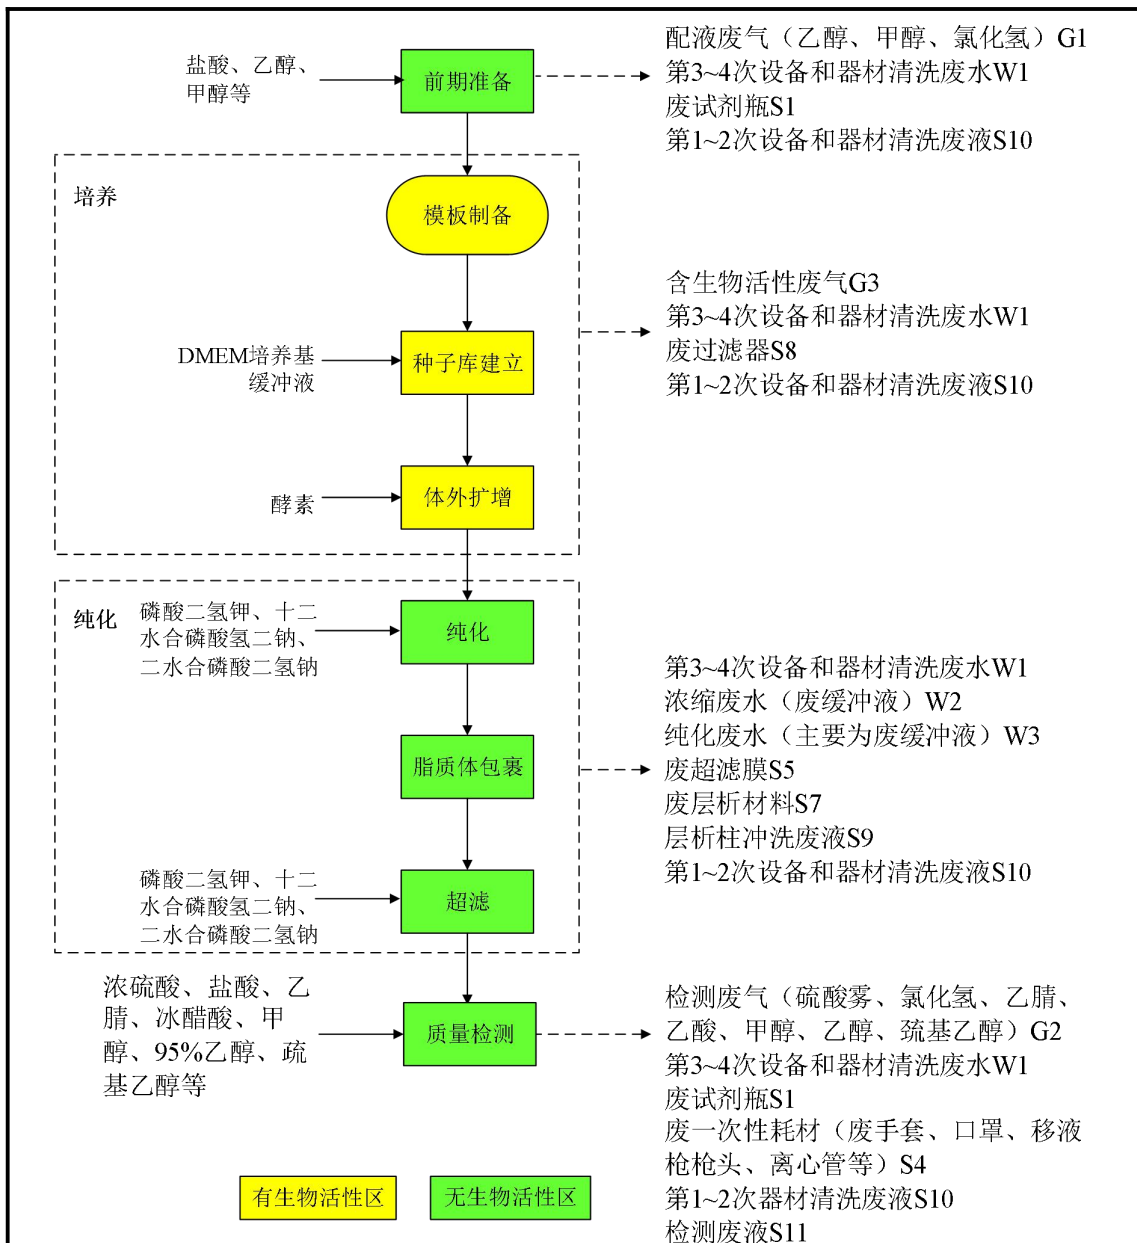 盐酸、乙醇、
甲醇等
前期准备
配液废气（乙醇、甲醇、氯化氢）G1
第3~4次设备和器材清洗废水W1
废试剂瓶S1
第1~2次设备和器材清洗废液S10
培养
模板制备
DMEM培养基
缓冲液
种子库建立
酵素
体外扩增
含生物活性废气G3
第3~4次设备和器材清洗废水W1
废过滤器S8
第1~2次设备和器材清洗废液S10
纯化
磷酸二氢钾、十二
水合磷酸氢二钠、
二水合磷酸二氢钠
纯化
脂质体包裹
磷酸二氢钾、十二
水合磷酸氢二钠、
二水合磷酸二氢钠
超滤
第3~4次设备和器材清洗废水W1
浓缩废水（废缓冲液）W2
纯化废水（主要为废缓冲液）W3
废超滤膜S5
废层析材料S7
层析柱冲洗废液S9
第1~2次设备和器材清洗废液S10
浓硫酸、盐酸、乙
腈、冰醋酸、甲
醇、95%乙醇、巯
基乙醇等
质量检测
检测废气（硫酸雾、氯化氢、乙腈、
乙酸、甲醇、乙醇、巯基乙醇）G2
第3~4次设备和器材清洗废水W1
废试剂瓶S1
废一次性耗材（废手套、口罩、移液
枪枪头、离心管等）S4
第1~2次器材清洗废液S10
检测废液S11
有生物活性区
无生物活性区